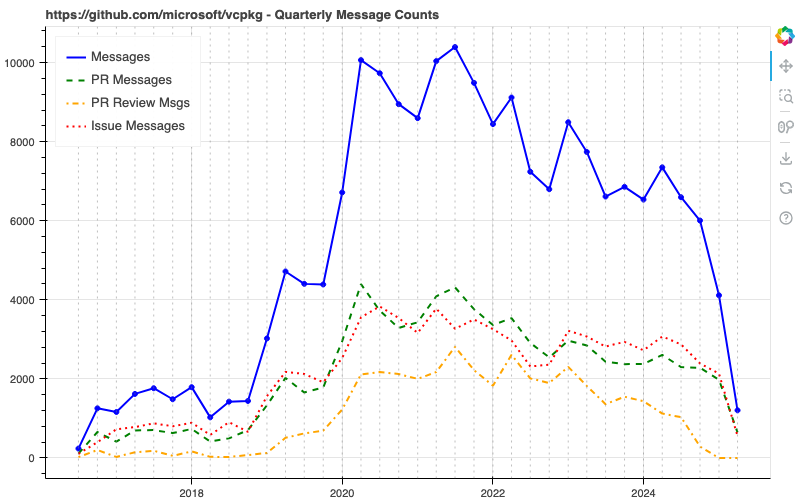 https://github.com/microsoft/vcpkg - Quarterly Message Counts
Messages
PR Messages
PR Review Msgs
Issue Messages
10000
8000
6000
4000
2000
0
2018
2020
2022
2024